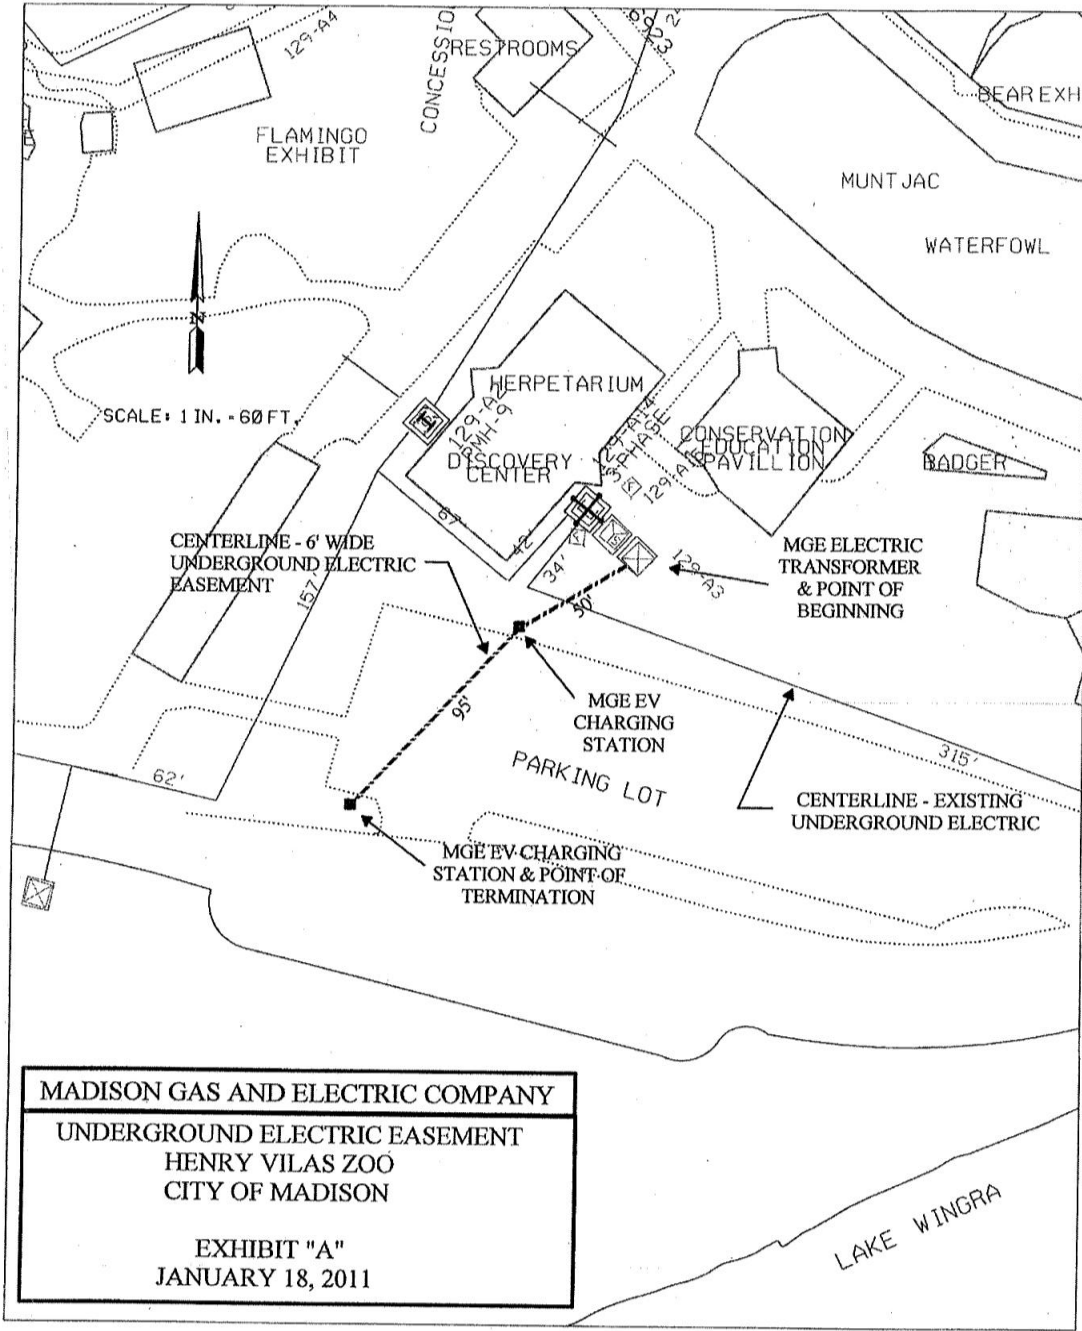 129-A4
CONCESSIO
RESTROOMS
BEAR EXH
FLAMINGO
EXHIBIT
MUNTJAC
WATERFOWL
N
SCALE: 1 IN. - 60 FT.
HERPETARIUM
129-A2
PMH-9
DISCOVERY
CENTER
129-A14
3 PHASE
129-A16
CONSERVATION
EDUCATION
PAVILLION
BADGER
67'
42'
34'
CENTERLINE - 6' WIDE
UNDERGROUND ELECTRIC
EASEMENT
157'
129-A3
MGE ELECTRIC
TRANSFORMER
& POINT OF
BEGINNING
50'
95'
MGE EV
CHARGING
STATION
PARKING LOT
315'
62'
CENTERLINE - EXISTING
UNDERGROUND ELECTRIC
MGE EV CHARGING
STATION & POINT OF
TERMINATION
MADISON GAS AND ELECTRIC COMPANY
UNDERGROUND ELECTRIC EASEMENT
HENRY VILAS ZOO
CITY OF MADISON
EXHIBIT "A"
JANUARY 18, 2011
LAKE WINGRA